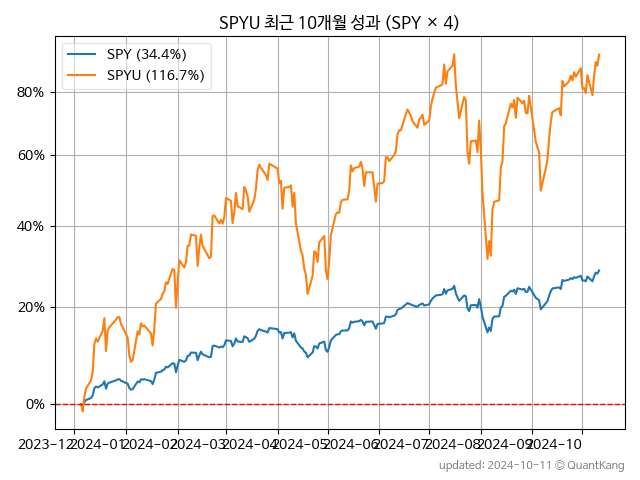 SPYU 최근 10개월 성과 (SPY × 4)
SPY (34.4%)
SPYU (116.7%)
80%
60%
40%
20%
0%
2023-12 2024-01 2024-02 2024-03 2024-04 2024-05 2024-06 2024-07 2024-08 2024-09 2024-10
updated: 2024-10-11 © QuantKang